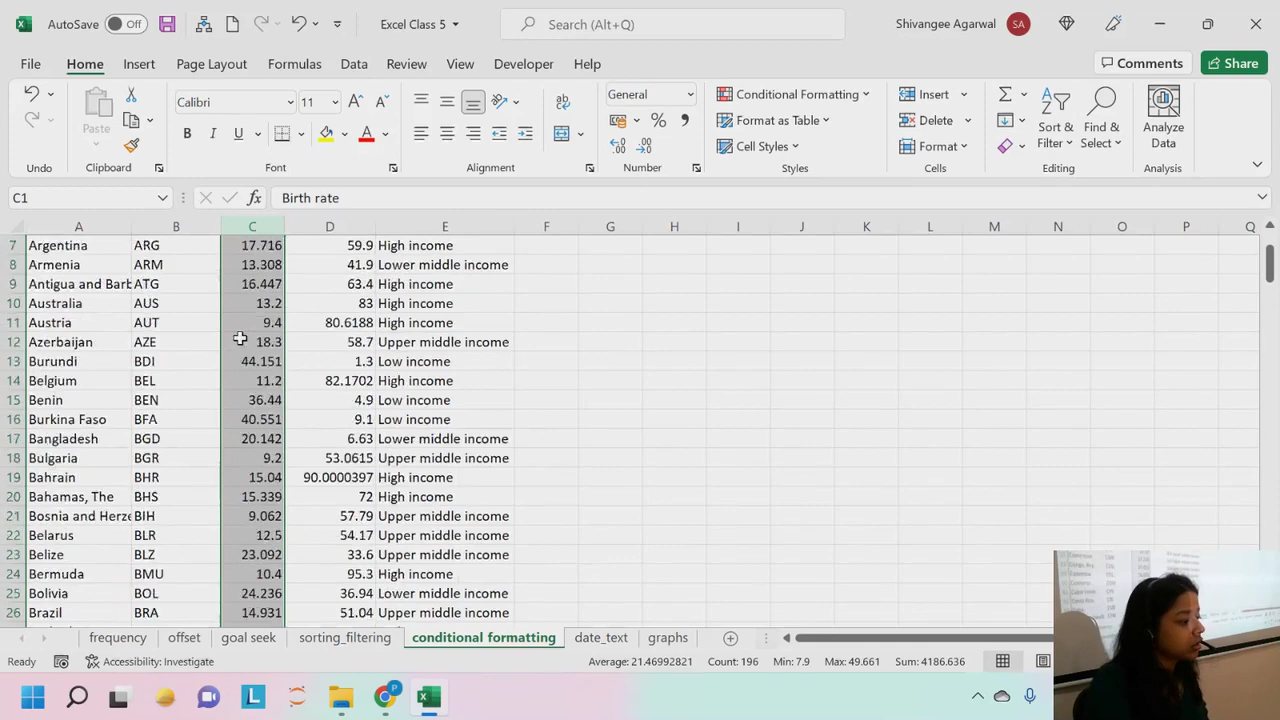 AutoSave Off Excel Class 5 Search (Alt+Q) Shivangee Agarwal SA
File Home Insert Page Layout Formulas Data Review View Developer Help Comments Share
Calibri 11 General Conditional Formatting Insert
Paste B I U A % Format as Table Delete Sort & Filter Find & Select Analyze Data
Cell Styles Format
Undo Clipboard Font Alignment Number Styles Cells Editing Analysis
C1 fx Birth rate
A B C D E F G H I J K L M N O P Q
7 Argentina ARG 17.716 59.9 High income
8 Armenia ARM 13.308 41.9 Lower middle income
9 Antigua and Barb ATG 16.447 63.4 High income
10 Australia AUS 13.2 83 High income
11 Austria AUT 9.4 80.6188 High income
12 Azerbaijan AZE 18.3 58.7 Upper middle income
13 Burundi BDI 44.151 1.3 Low income
14 Belgium BEL 11.2 82.1702 High income
15 Benin BEN 36.44 4.9 Low income
16 Burkina Faso BFA 40.551 9.1 Low income
17 Bangladesh BGD 20.142 6.63 Lower middle income
18 Bulgaria BGR 9.2 53.0615 Upper middle income
19 Bahrain BHR 15.04 90.0000397 High income
20 Bahamas, The BHS 15.339 72 High income
21 Bosnia and Herze BIH 9.062 57.79 Upper middle income
22 Belarus BLR 12.5 54.17 Upper middle income
23 Belize BLZ 23.092 33.6 Upper middle income
24 Bermuda BMU 10.4 95.3 High income
25 Bolivia BOL 24.236 36.94 Lower middle income
26 Brazil BRA 14.931 51.04 Upper middle income
frequency offset goal seek sorting_filtering conditional formatting date_text graphs
Ready Accessibility: Investigate Average: 21.46992821 Count: 196 Min: 7.9 Max: 49.661 Sum: 4186.636
L P